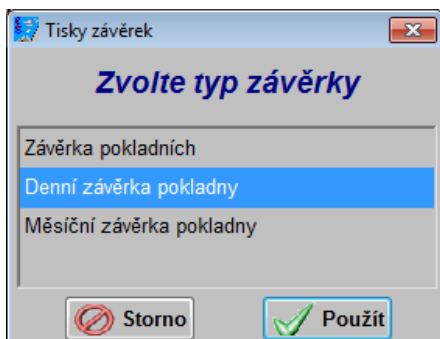 Tisky závěrek
Zvolte typ závěrky
Závěrka pokladních
Denní závěrka pokladny
Měsíční závěrka pokladny
Storno
Použít